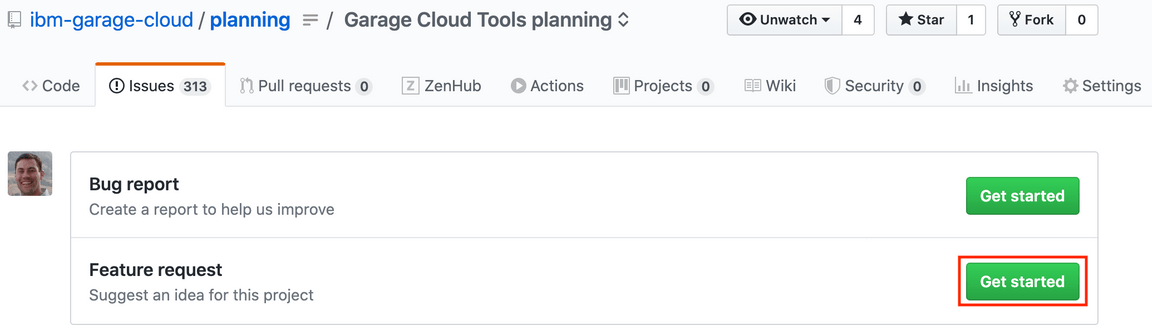 ibm-garage-cloud / planning / Garage Cloud Tools planning Unwatch 4 Star 1 Fork 0
Code Issues 313 Pull requests 0 ZenHub Actions Projects 0 Wiki Security 0 Insights Settings
Bug report
Create a report to help us improve
Get started
Feature request
Suggest an idea for this project
Get started